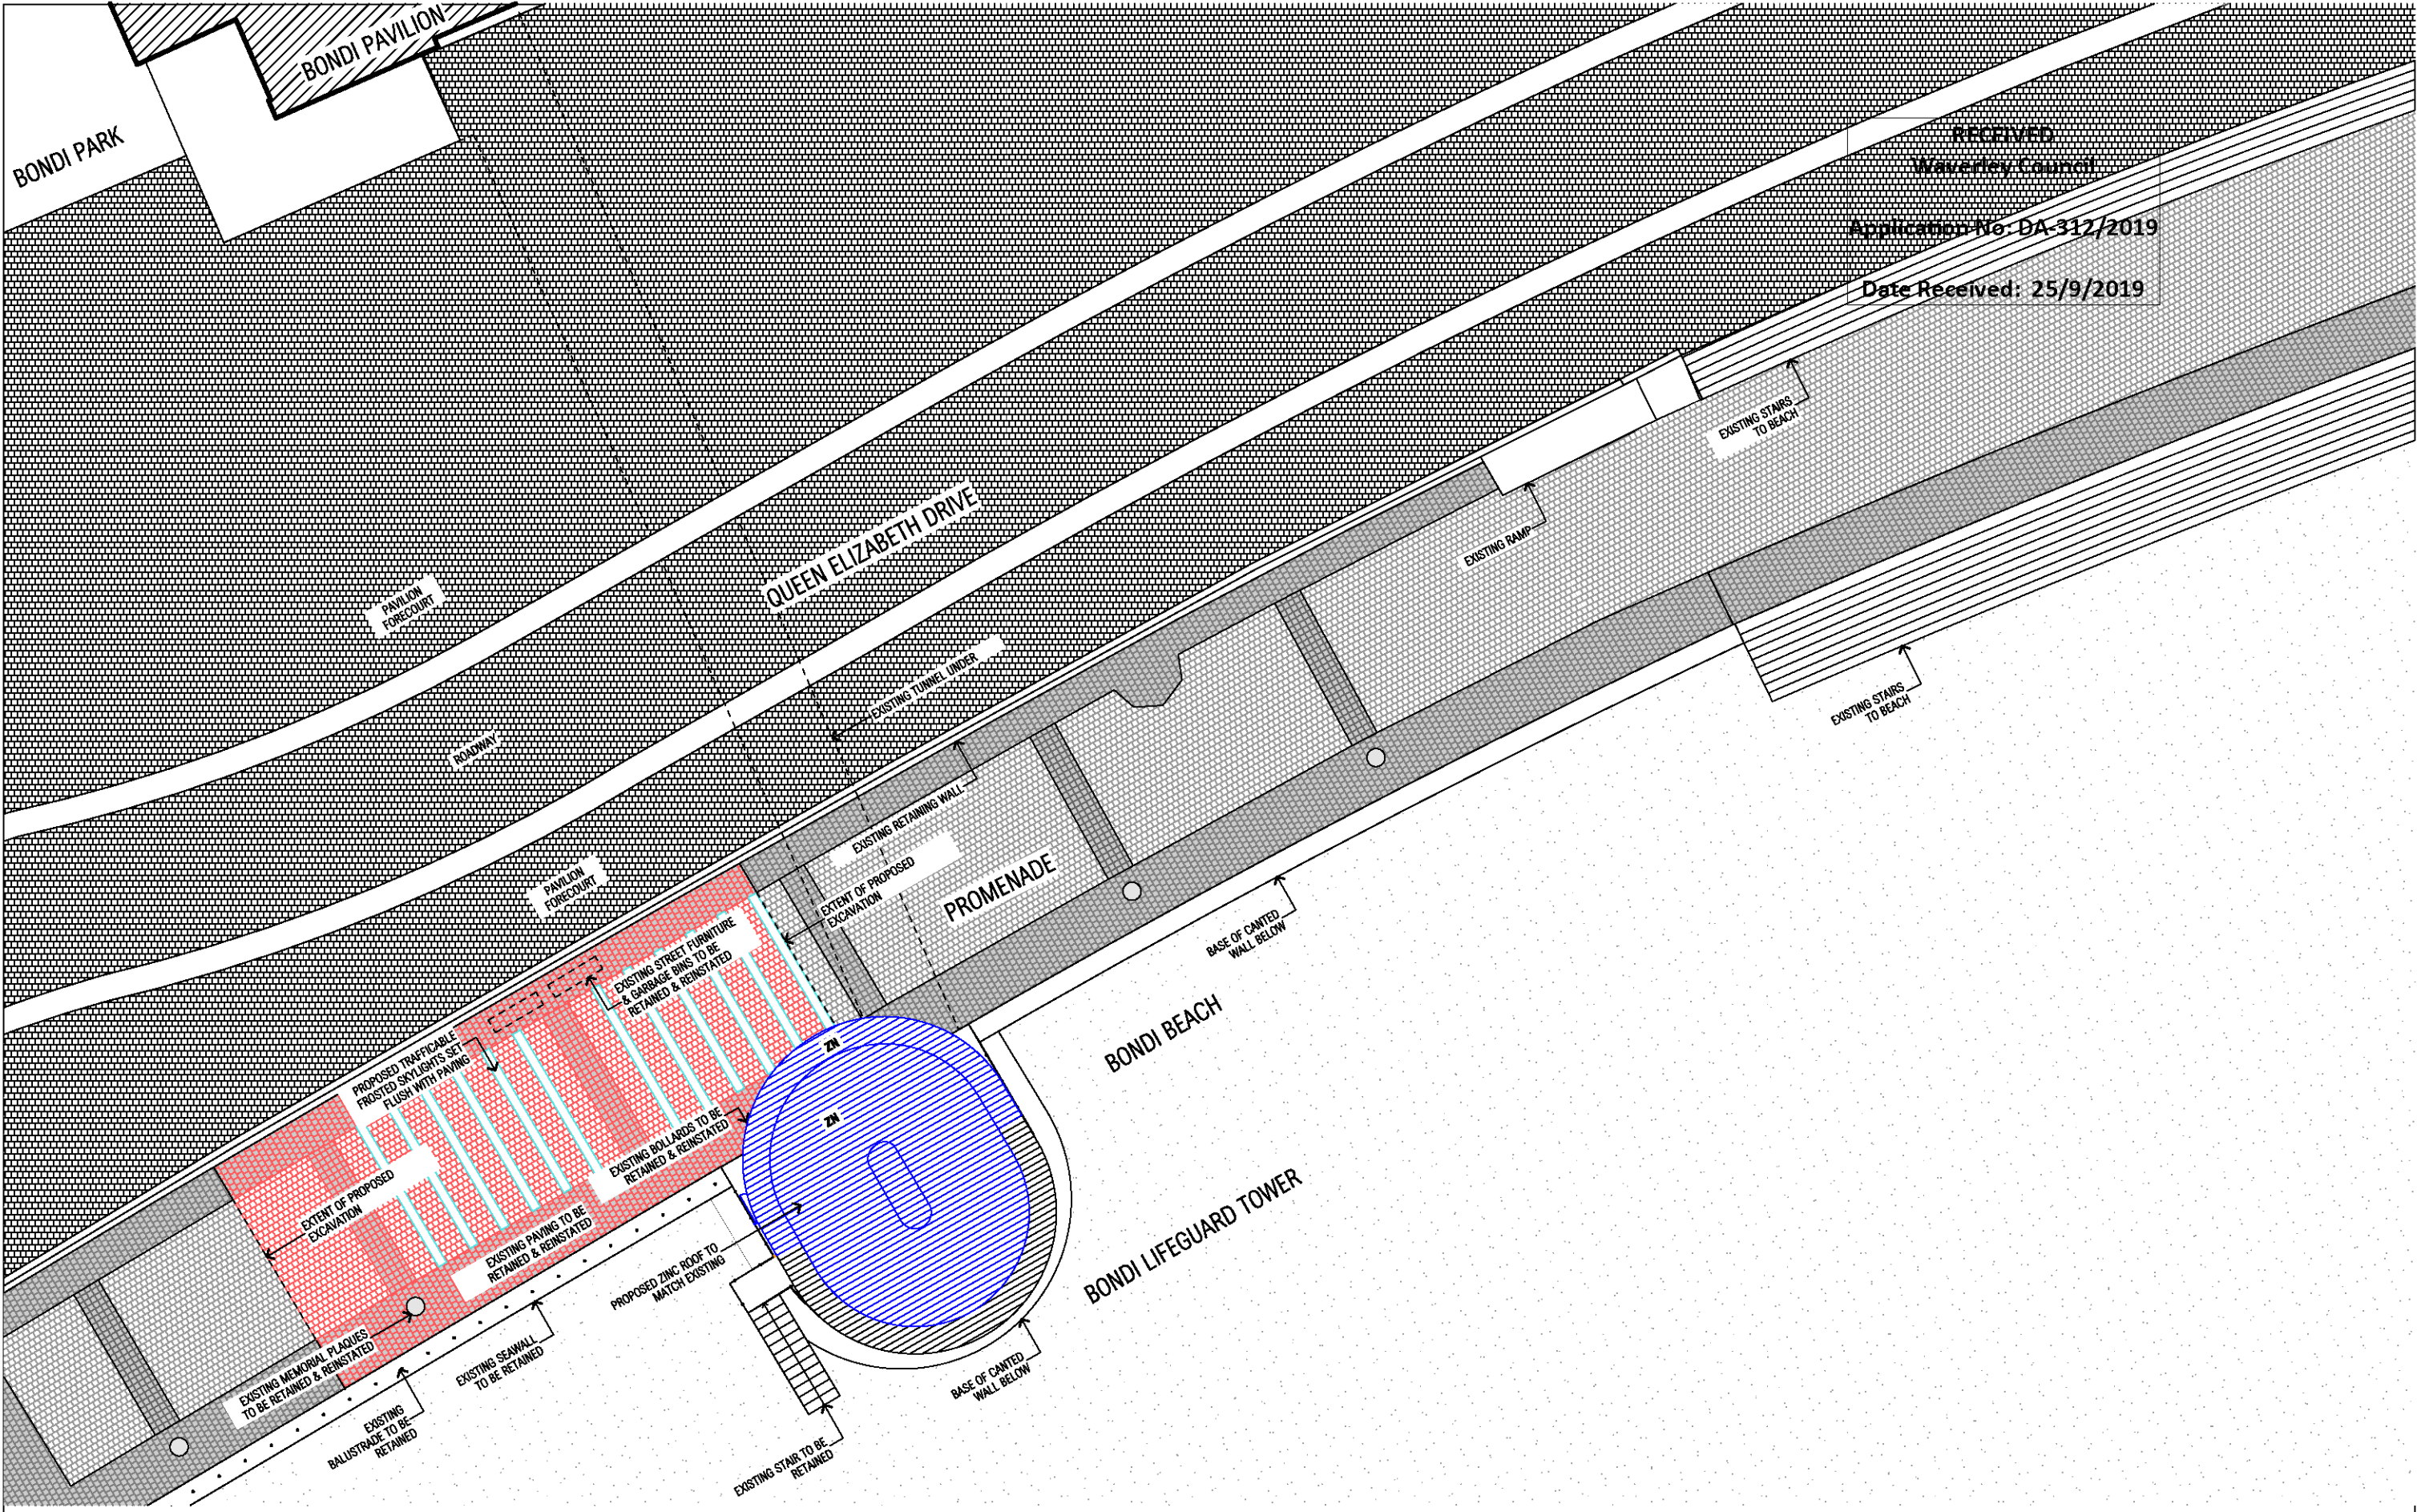 BONDI PAVILION
BONDI PARK
RECEIVED
Waverley Council
Application No: DA-312/2019
Date Received: 25/9/2019
EXISTING STAIRS
TO BEACH
QUEEN ELIZABETH DRIVE
EXISTING RAMP
PAVILION
FORECOURT
EXISTING TUNNEL UNDER
EXISTING STAIRS
TO BEACH
ROADWAY
EXISTING RETAINING WALL
EXTENT OF PROPOSED
EXCAVATION
PROMENADE
PAVILION
FORECOURT
BASE OF CANTED
WALL BELOW
EXISTING STREET FURNITURE
& GARBAGE BINS TO BE
RETAINED & REINSTATED
BONDI BEACH
PROPOSED TRAFFICABLE
FROSTED SKYLIGHTS SET
FLUSH WITH PAVING
ZN
ZN
EXISTING BOLLARDS TO BE
RETAINED & REINSTATED
EXTENT OF PROPOSED
EXCAVATION
EXISTING PAVING TO BE
RETAINED & REINSTATED
BONDI LIFEGUARD TOWER
PROPOSED ZINC ROOF TO
MATCH EXISTING
EXISTING MEMORIAL PLAQUES
TO BE RETAINED & REINSTATED
EXISTING SEAWALL
TO BE RETAINED
BASE OF CANTED
WALL BELOW
EXISTING
BALUSTRADE TO BE
RETAINED
EXISTING STAIR TO BE
RETAINED